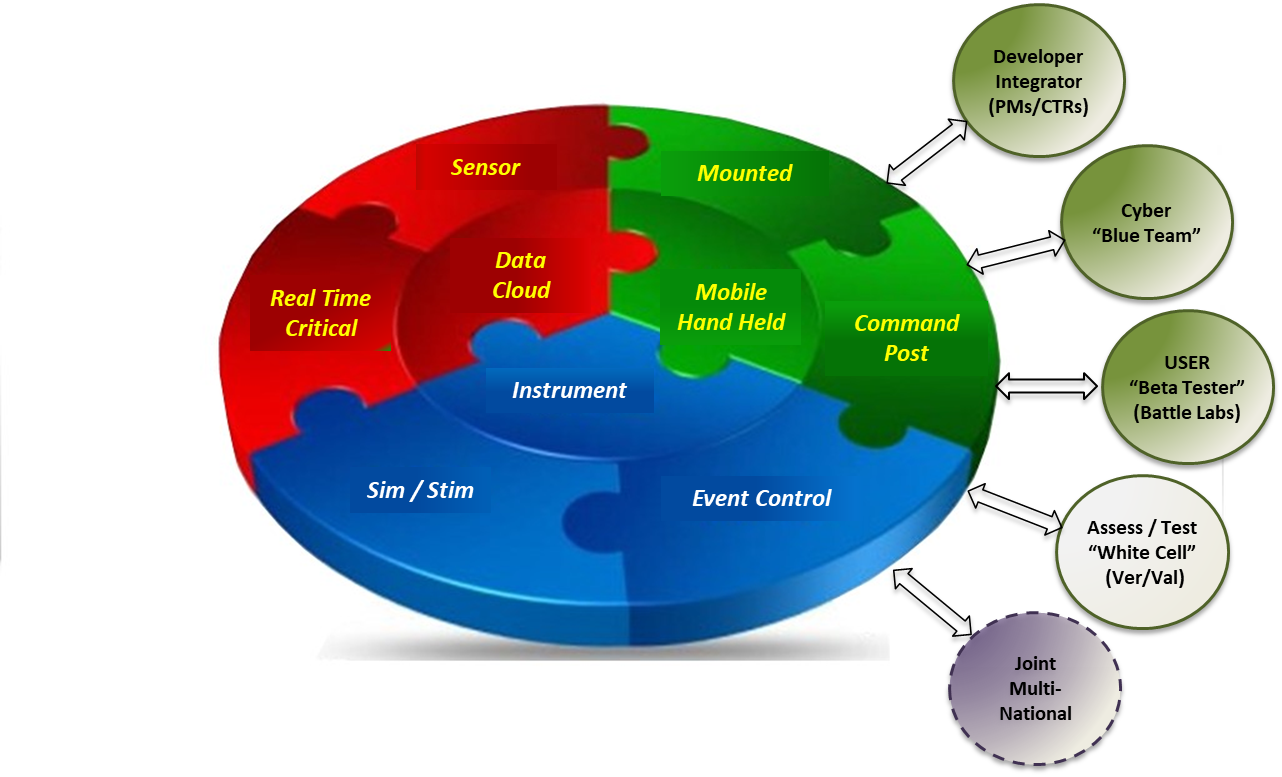 Developer
Integrator
(PMs/CTRs)
Sensor
Mounted
Cyber
“Blue Team”
Data
Cloud
Real Time
Critical
Mobile
Hand Held
Command
Post
USER
“Beta Tester”
(Battle Labs)
Instrument
Sim / Stim
Event Control
Assess / Test
“White Cell”
(Ver/Val)
Joint
Multi-
National